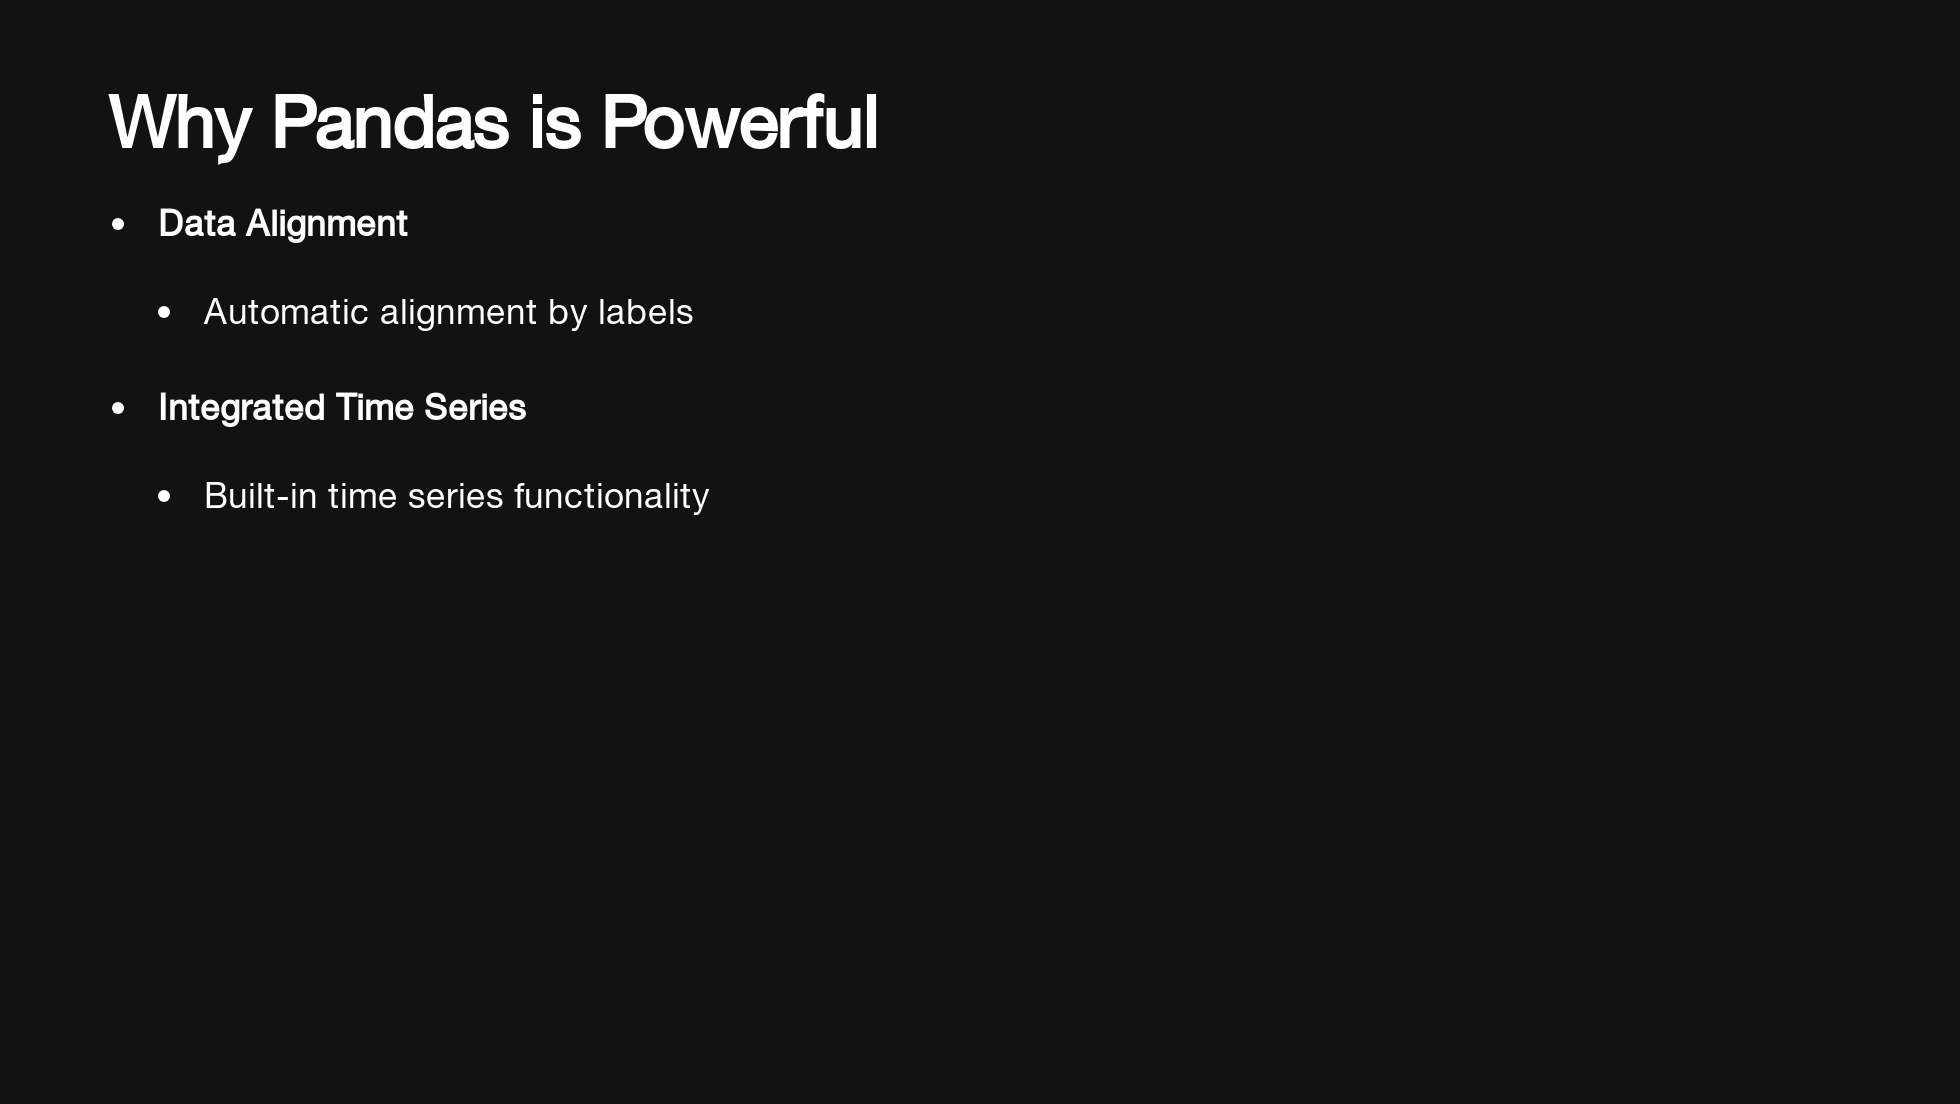 Why Pandas is Powerful
• Data Alignment
• Automatic alignment by labels
• Integrated Time Series
• Built-in time series functionality